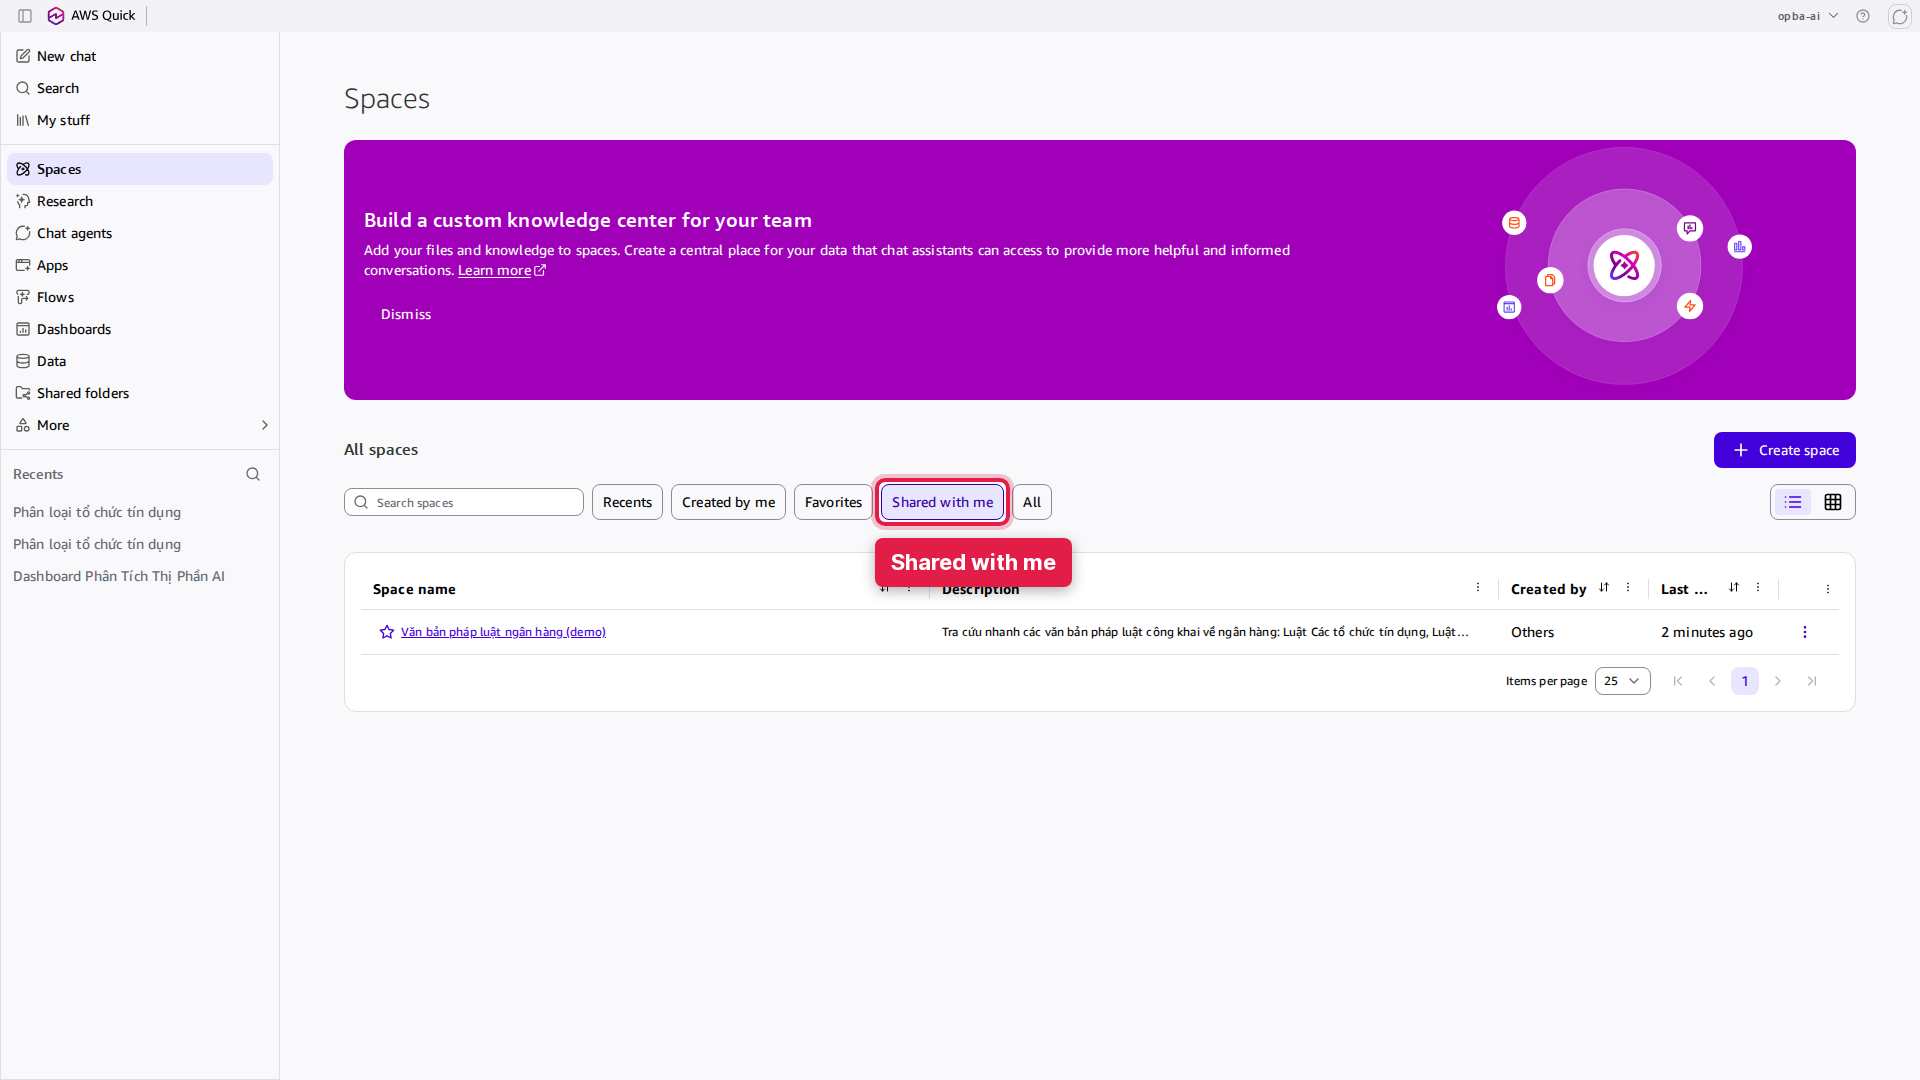 AWS Quick
opba-ai
New chat
Search
My stuff
Spaces
Research
Chat agents
Apps
Flows
Dashboards
Data
Shared folders
More
Recents
Phân loại tổ chức tín dụng
Phân loại tổ chức tín dụng
Dashboard Phân Tích Thị Phần AI
Spaces
Build a custom knowledge center for your team
Add your files and knowledge to spaces. Create a central place for your data that chat assistants can access to provide more helpful and informed
conversations. Learn more
Dismiss
All spaces
Create space
Search spaces
Recents
Created by me
Favorites
Shared with me
All
Shared with me
Space name
Description
Created by
Last ...
Văn bản pháp luật ngân hàng (demo)
Tra cứu nhanh các văn bản pháp luật công khai về ngân hàng: Luật Các tổ chức tín dụng, Luật...
Others
2 minutes ago
Items per page
25
1